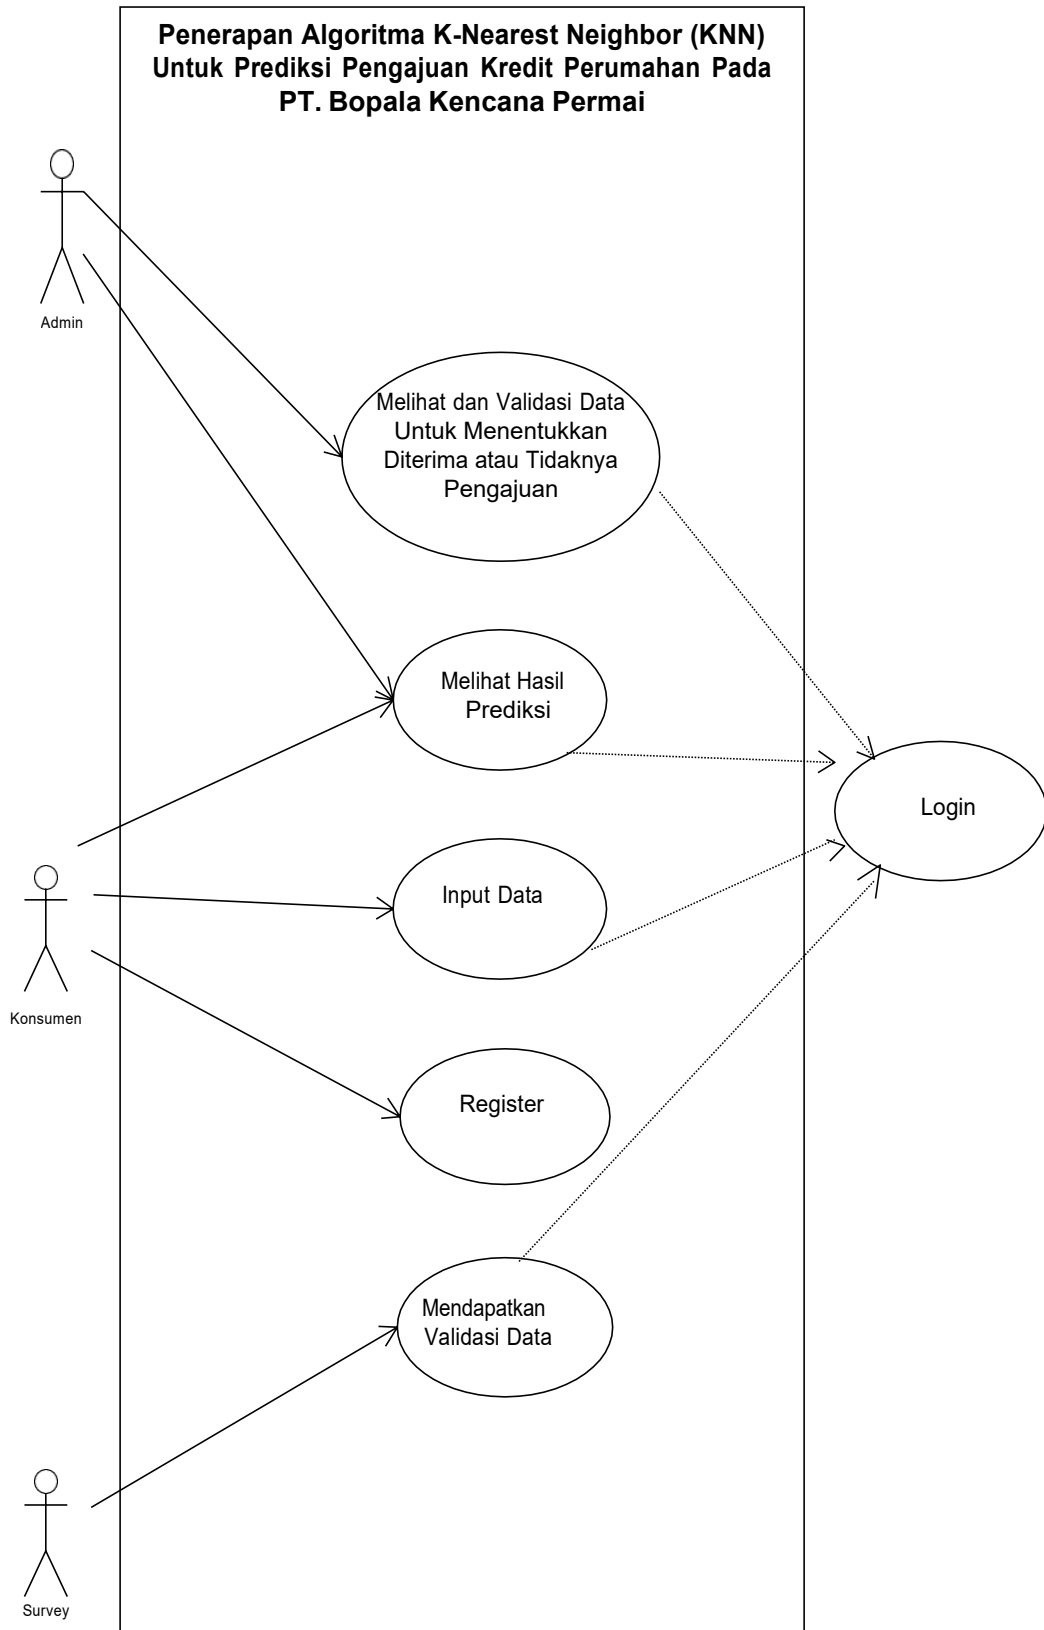 Penerapan Algoritma K-Nearest Neighbor (KNN)
Untuk Prediksi Pengajuan Kredit Perumahan Pada
PT. Bopala Kencana Permai
Admin
Melihat dan Validasi Data
Untuk Menentukkan
Diterima atau Tidaknya
Pengajuan
Melihat Hasil
Prediksi
Login
Input Data
Konsumen
Register
Mendapatkan
Validasi Data
Survey